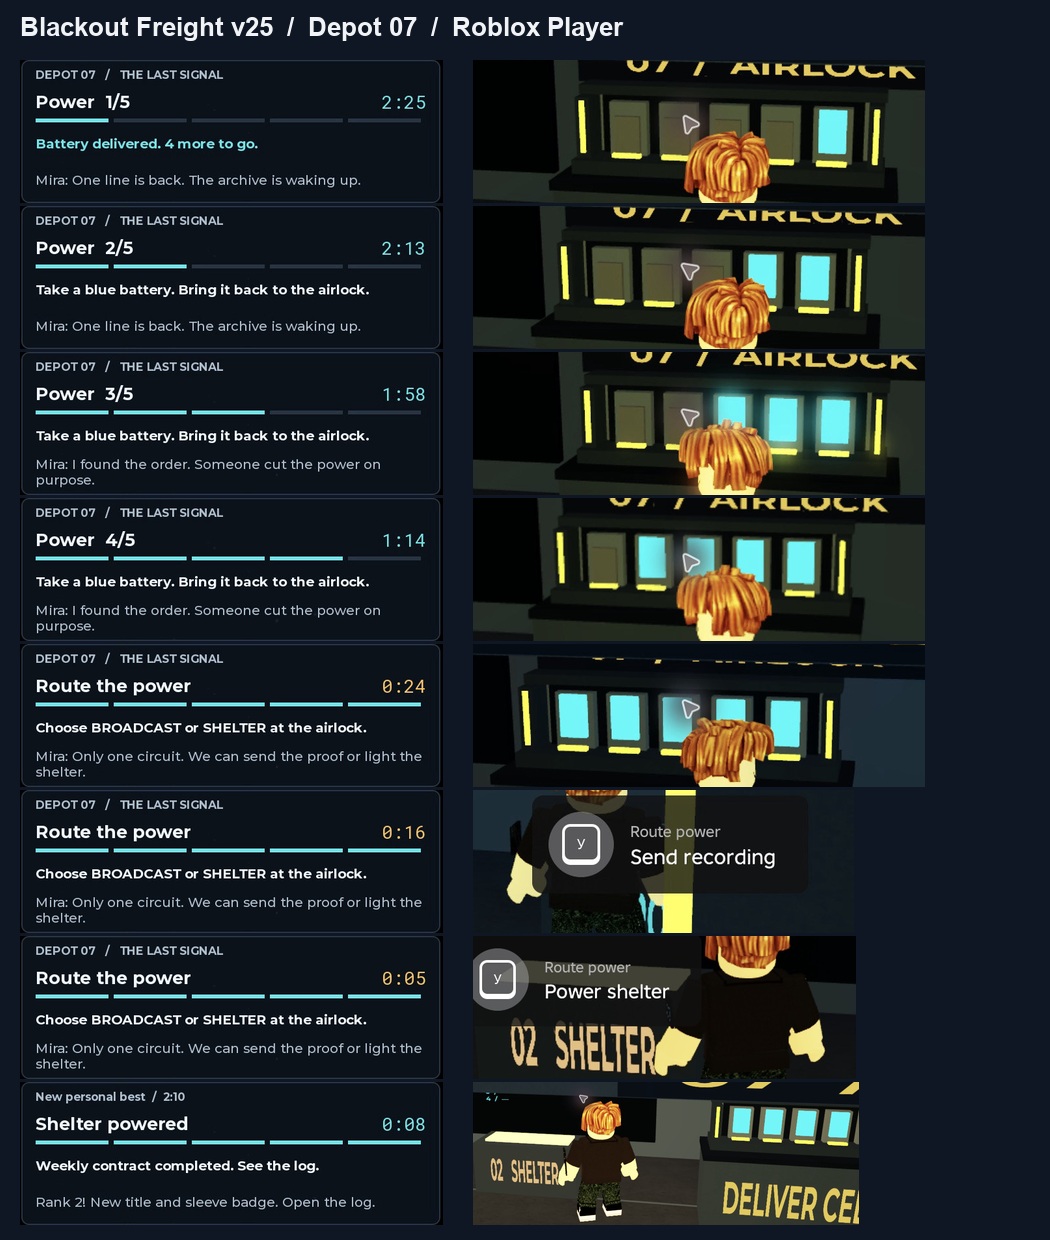 Blackout Freight v25 / Depot 07 / Roblox Player
DEPOT 07 / THE LAST SIGNAL
Power 1/5 2:25
Battery delivered. 4 more to go.
Mira: One line is back. The archive is waking up.
07 / AIRLOCK
DEPOT 07 / THE LAST SIGNAL
Power 2/5 2:13
Take a blue battery. Bring it back to the airlock.
Mira: One line is back. The archive is waking up.
07 / AIRLOCK
DEPOT 07 / THE LAST SIGNAL
Power 3/5 1:58
Take a blue battery. Bring it back to the airlock.
Mira: I found the order. Someone cut the power on
purpose.
07 / AIRLOCK
DEPOT 07 / THE LAST SIGNAL
Power 4/5 1:14
Take a blue battery. Bring it back to the airlock.
Mira: I found the order. Someone cut the power on
purpose.
07 / AIRLOCK
DEPOT 07 / THE LAST SIGNAL
Route the power 0:24
Choose BROADCAST or SHELTER at the airlock.
Mira: Only one circuit. We can send the proof or light the
shelter.
DEPOT 07 / THE LAST SIGNAL
Route the power 0:16
Choose BROADCAST or SHELTER at the airlock.
Mira: Only one circuit. We can send the proof or light the
shelter.
y
Route power
Send recording
DEPOT 07 / THE LAST SIGNAL
Route the power 0:05
Choose BROADCAST or SHELTER at the airlock.
Mira: Only one circuit. We can send the proof or light the
shelter.
y
Route power
Power shelter
02 SHELTER
New personal best / 2:10
Shelter powered 0:08
Weekly contract completed. See the log.
Rank 2! New title and sleeve badge. Open the log.
02 SHELTER
DELIVER CEL